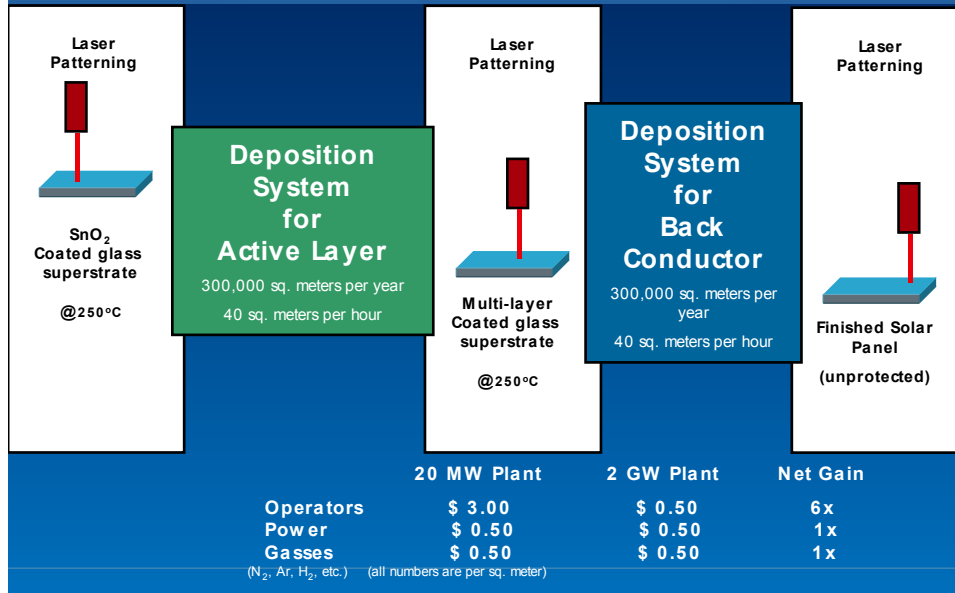 Laser
Patterning
SnO₂
Coated glass
superstrate
@250°C
Deposition
System
for
Active Layer
300,000 sq. meters per year
40 sq. meters per hour
Laser
Patterning
Multi-layer
Coated glass
superstrate
@250°C
Deposition
System
for
Back
Conductor
300,000 sq. meters per
year
40 sq. meters per hour
Laser
Patterning
Finished Solar
Panel
(unprotected)
20 MW Plant 2 GW Plant Net Gain
Operators $ 3.00 $ 0.50 6x
Power $ 0.50 $ 0.50 1x
Gasses $ 0.50 $ 0.50 1x
(N₂, Ar, H₂, etc.) (all numbers are per sq. meter)